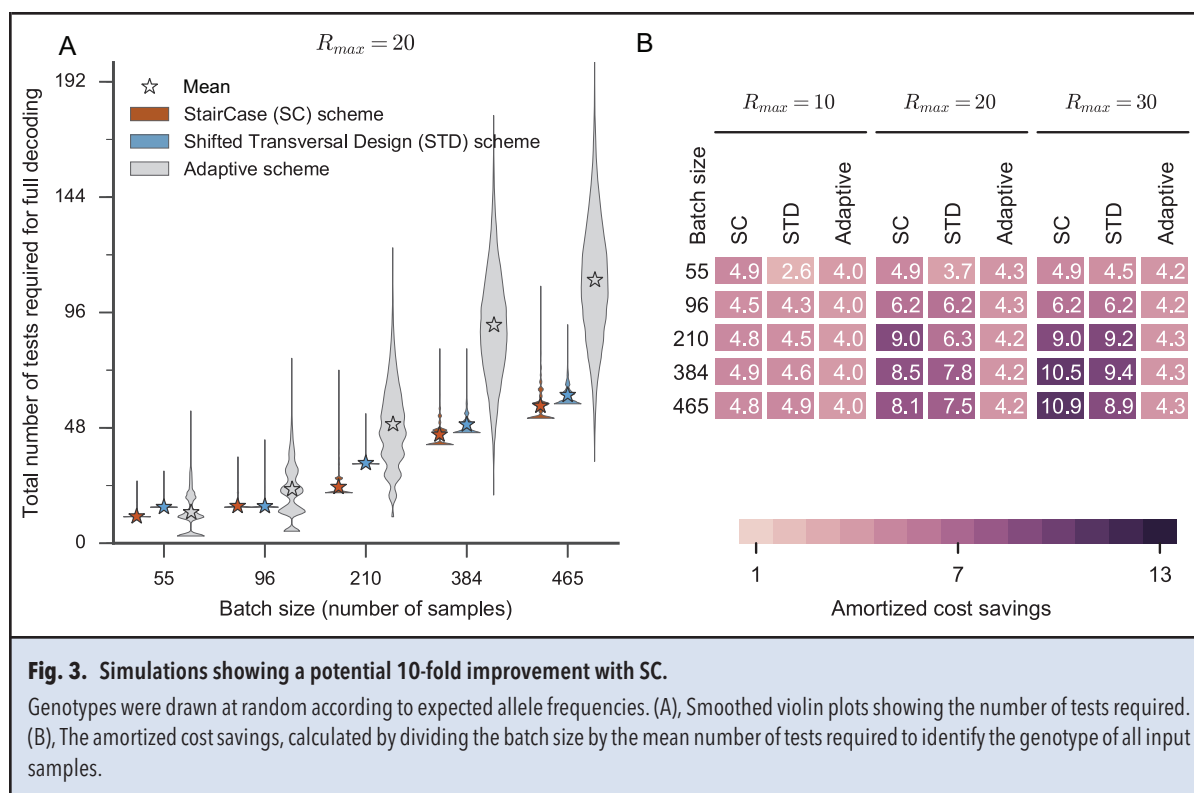 A
R_max = 20
Total number of tests required for full decoding
192
144
96
48
0
Mean
StairCase (SC) scheme
Shifted Transversal Design (STD) scheme
Adaptive scheme
55 96 210 384 465
Batch size (number of samples)
B
R_max = 10 R_max = 20 R_max = 30
Batch size SC STD Adaptive SC STD Adaptive SC STD Adaptive
55 4.9 2.6 4.0 4.9 3.7 4.3 4.9 4.5 4.2
96 4.5 4.3 4.0 6.2 6.2 4.3 6.2 6.2 4.2
210 4.8 4.5 4.0 9.0 6.3 4.2 9.0 9.2 4.3
384 4.9 4.6 4.0 8.5 7.8 4.2 10.5 9.4 4.3
465 4.8 4.9 4.0 8.1 7.5 4.2 10.9 8.9 4.3
1 7 13
Amortized cost savings
Fig. 3. Simulations showing a potential 10-fold improvement with SC.
Genotypes were drawn at random according to expected allele frequencies. (A), Smoothed violin plots showing the number of tests required.
(B), The amortized cost savings, calculated by dividing the batch size by the mean number of tests required to identify the genotype of all input
samples.